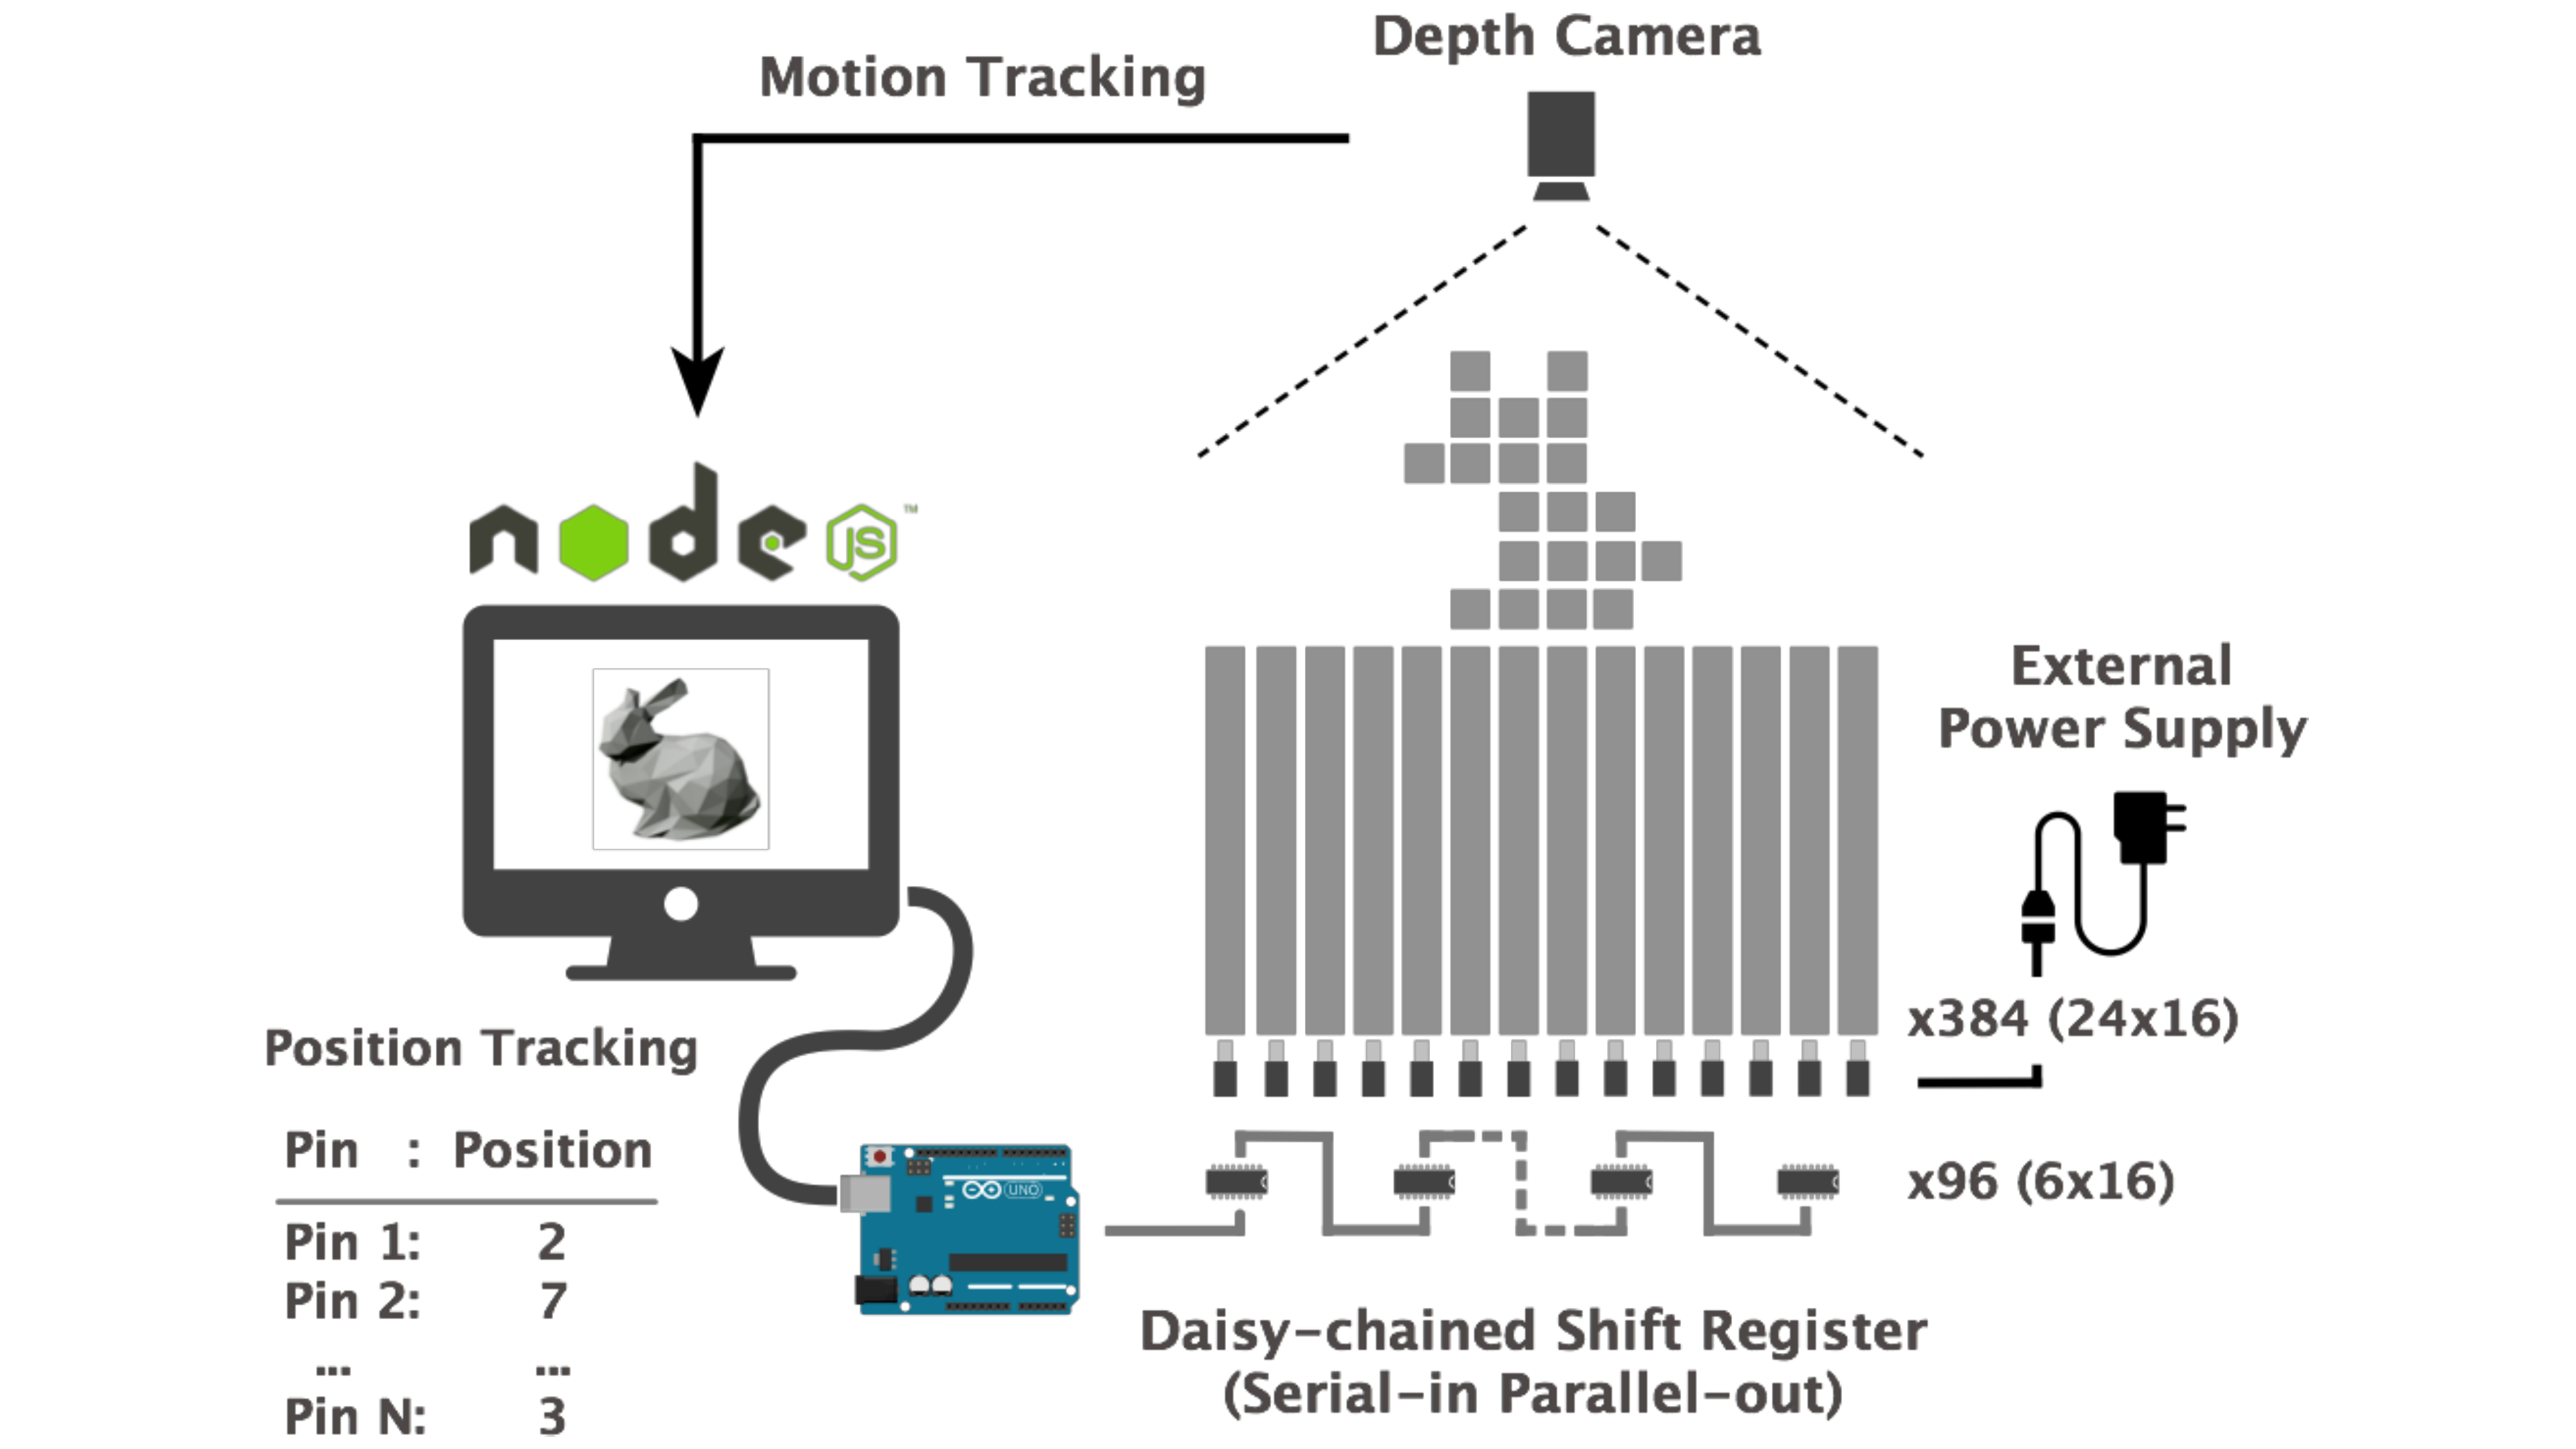 Depth Camera
Motion Tracking
node JS ™
External
Power Supply
x384 (24x16)
Position Tracking
Pin : Position
Pin 1: 2
Pin 2: 7
... ...
Pin N: 3
UNO
x96 (6x16)
Daisy-chained Shift Register
(Serial-in Parallel-out)